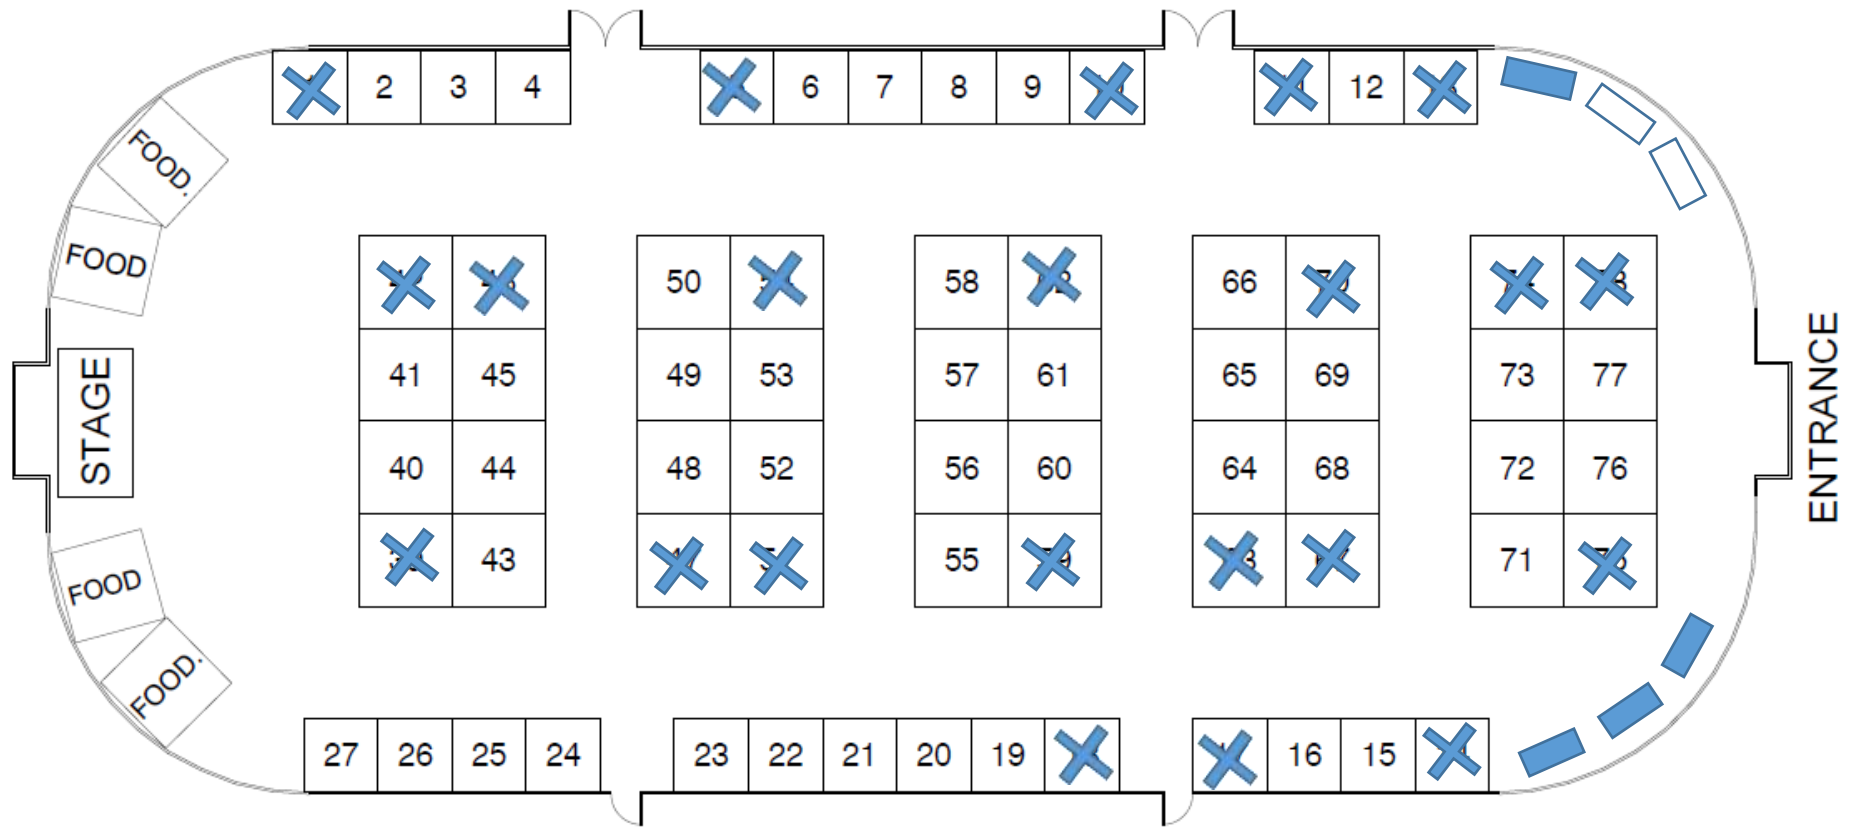 2 3 4 6 7 8 9 12
FOOD.
FOOD
50 58 66
41 45 49 53 57 61 65 69 73 77
STAGE
ENTRANCE
40 44 48 52 56 60 64 68 72 76
43 55 71
FOOD
FOOD.
27 26 25 24 23 22 21 20 19 16 15